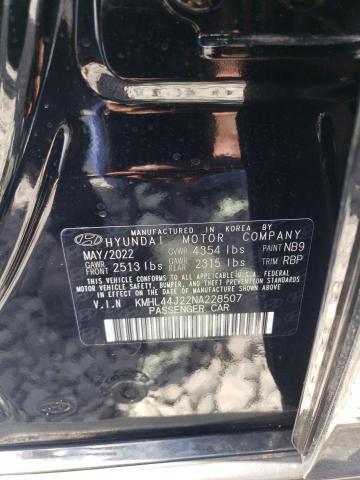 MANUFACTURED IN KOREA BY
HYUNDAI MOTOR COMPANY
MAY/2022 GVWR 4354 lbs PAINT NB9
GAWR FRONT 2513 lbs GAWR REAR 2315 lbs TRIM RBP
THIS VEHICLE CONFORMS TO ALL APPLICABLE U.S. FEDERAL
MOTOR VEHICLE SAFETY, BUMPER, AND THEFT PREVENTION
STANDARDS IN EFFECT ON THE DATE OF MANUFACTURE SHOWN ABOVE.
V.I.N KMHL44J22NA228507
PASSENGER CAR